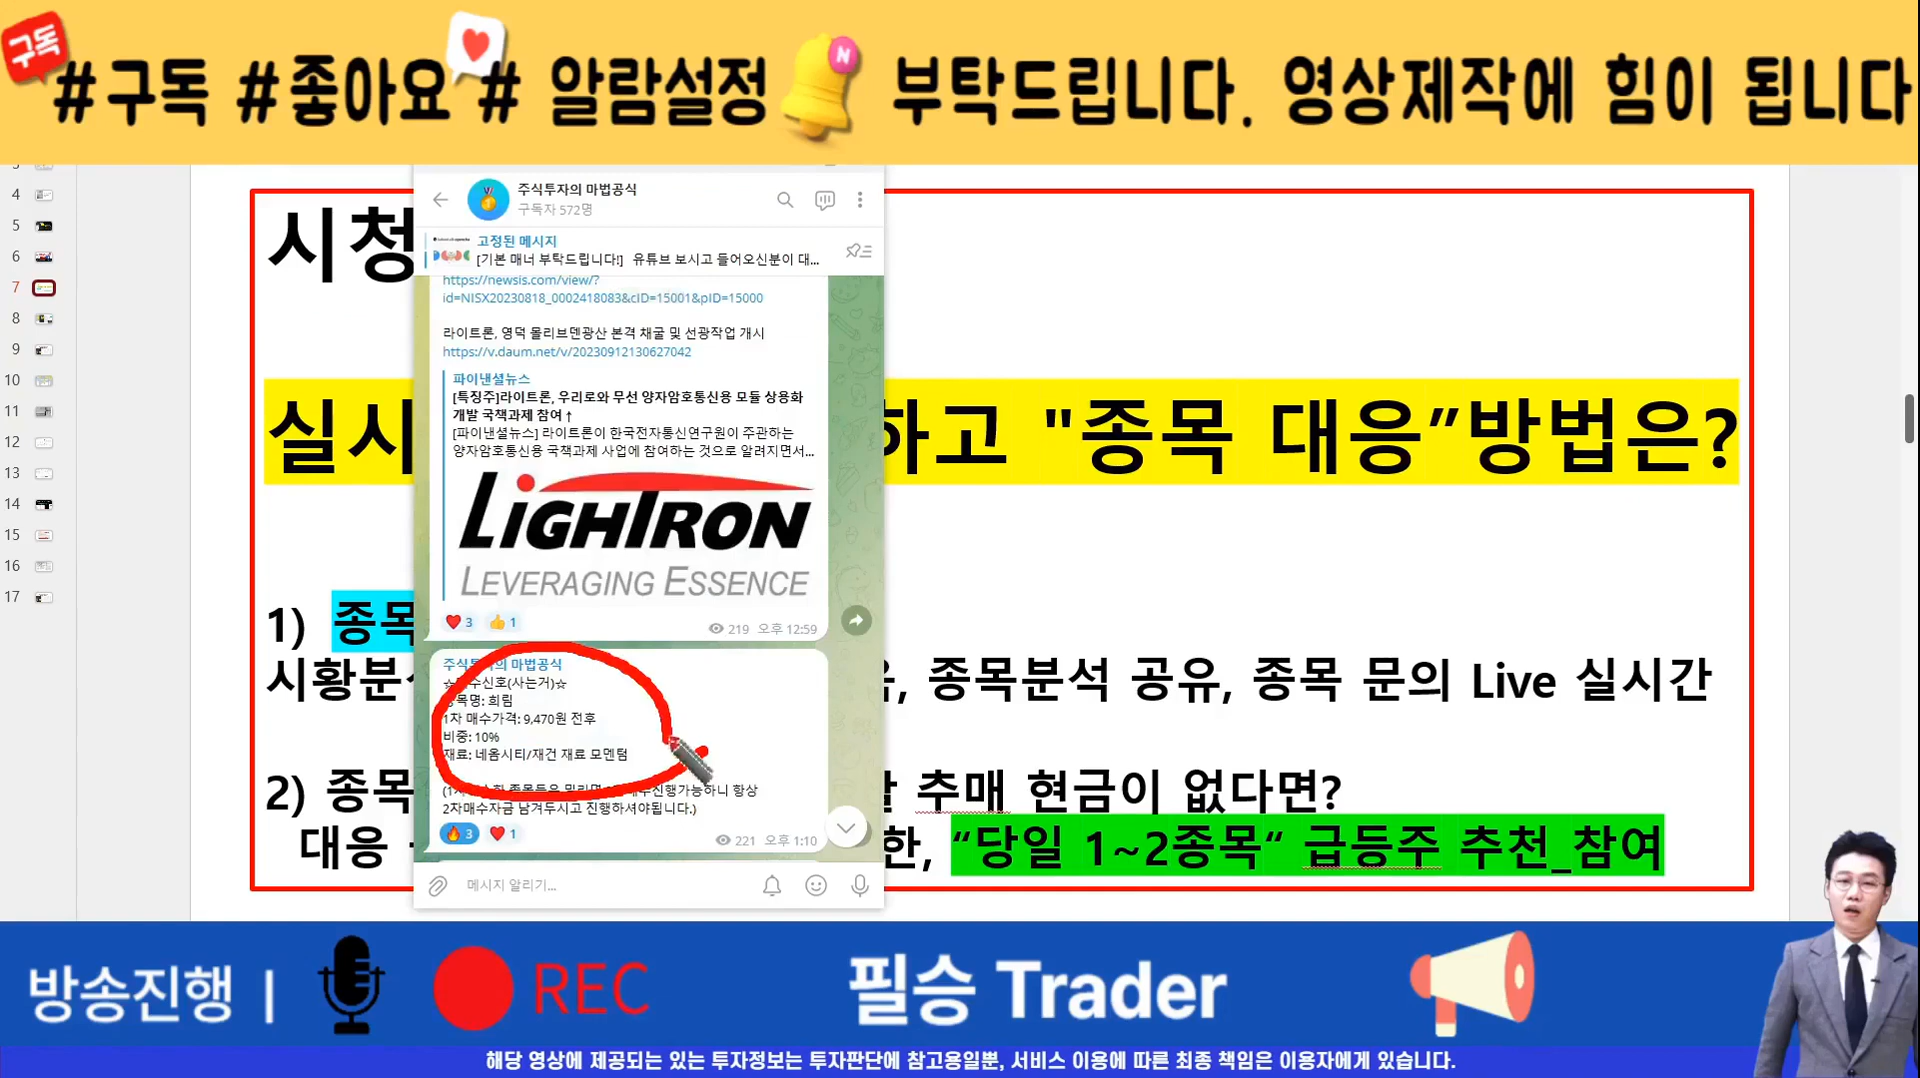 구독
#구독 #좋아요 # 알람설정 N 부탁드립니다. 영상제작에 힘이 됩니다
4
5
6
7
8
9
10
11
12
13
14
15
16
17
시청
실시
하고 "종목 대응”방법은?
1) 종목
시황분
, 종목분석 공유, 종목 문의 Live 실시간
2) 종목
추매 현금이 없다면?
대응
한, “당일 1~2종목“ 급등주 추천_참여
주식투자의 마법공식
구독자 572명
고정된 메시지
[기본 매너 부탁드립니다!] 유튜브 보시고 들어오신분이 대...
https://newsis.com/view/?
id=NISX20230818_0002418083&cID=15001&pID=15000
라이트론, 영덕 몰리브덴광산 본격 채굴 및 선광작업 개시
https://v.daum.net/v/20230912130627042
파이낸셜뉴스
[특징주]라이트론, 우리로와 무선 양자암호통신용 모듈 상용화
개발 국책과제 참여↑
[파이낸셜뉴스] 라이트론이 한국전자통신연구원이 주관하는
양자암호통신용 국책과제 사업에 참여하는 것으로 알려지면서...
LIGHTRON
LEVERAGING ESSENCE
3 1
219 오후 12:59
주식투자의 마법공식
☆매수신호(사는거)☆
종목명: 희림
1차 매수가격: 9,470원 전후
비중: 10%
재료: 네옴시티/재건 재료 모멘텀
2차매수자금 남겨두시고 진행하셔야됩니다.)
3 1
221 오후 1:10
메시지 알리기...
방송진행 |
REC
필승 Trader
해당 영상에 제공되는 있는 투자정보는 투자판단에 참고용일뿐, 서비스 이용에 따른 최종 책임은 이용자에게 있습니다.